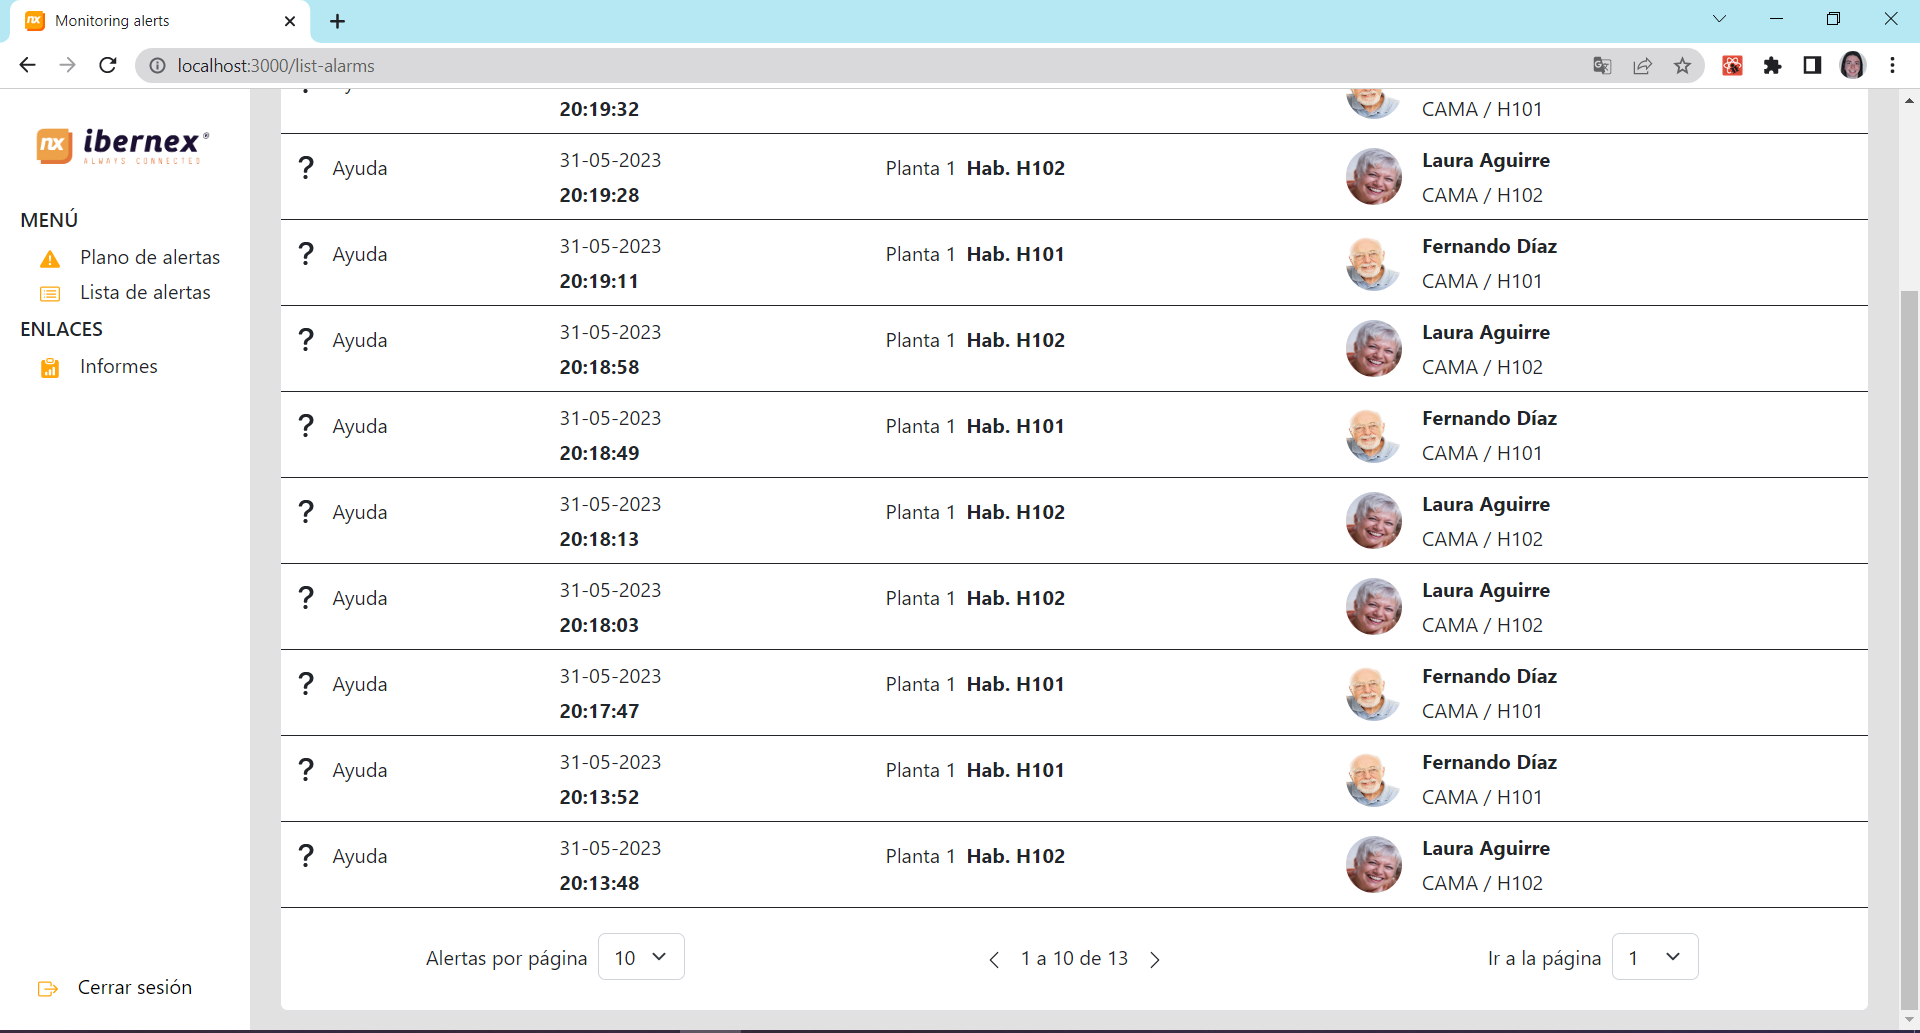 Monitoring alerts
localhost:3000/list-alarms
nx ibernex
ALWAYS CONNECTED
MENÚ
Plano de alertas
Lista de alertas
ENLACES
Informes
Cerrar sesión
20:19:32
CAMA / H101
? Ayuda 31-05-2023 Planta 1 Hab. H102 Laura Aguirre
20:19:28 CAMA / H102
? Ayuda 31-05-2023 Planta 1 Hab. H101 Fernando Díaz
20:19:11 CAMA / H101
? Ayuda 31-05-2023 Planta 1 Hab. H102 Laura Aguirre
20:18:58 CAMA / H102
? Ayuda 31-05-2023 Planta 1 Hab. H101 Fernando Díaz
20:18:49 CAMA / H101
? Ayuda 31-05-2023 Planta 1 Hab. H102 Laura Aguirre
20:18:13 CAMA / H102
? Ayuda 31-05-2023 Planta 1 Hab. H102 Laura Aguirre
20:18:03 CAMA / H102
? Ayuda 31-05-2023 Planta 1 Hab. H101 Fernando Díaz
20:17:47 CAMA / H101
? Ayuda 31-05-2023 Planta 1 Hab. H101 Fernando Díaz
20:13:52 CAMA / H101
? Ayuda 31-05-2023 Planta 1 Hab. H102 Laura Aguirre
20:13:48 CAMA / H102
Alertas por página 10 1 a 10 de 13 Ir a la página 1